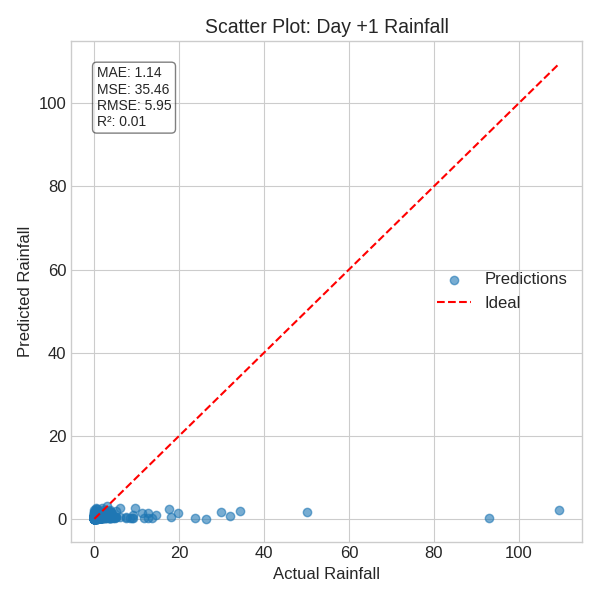 Scatter Plot: Day +1 Rainfall
MAE: 1.14
MSE: 35.46
RMSE: 5.95
R²: 0.01
100
80
60
40
20
0
Predicted Rainfall
Predictions
Ideal
0 20 40 60 80 100
Actual Rainfall